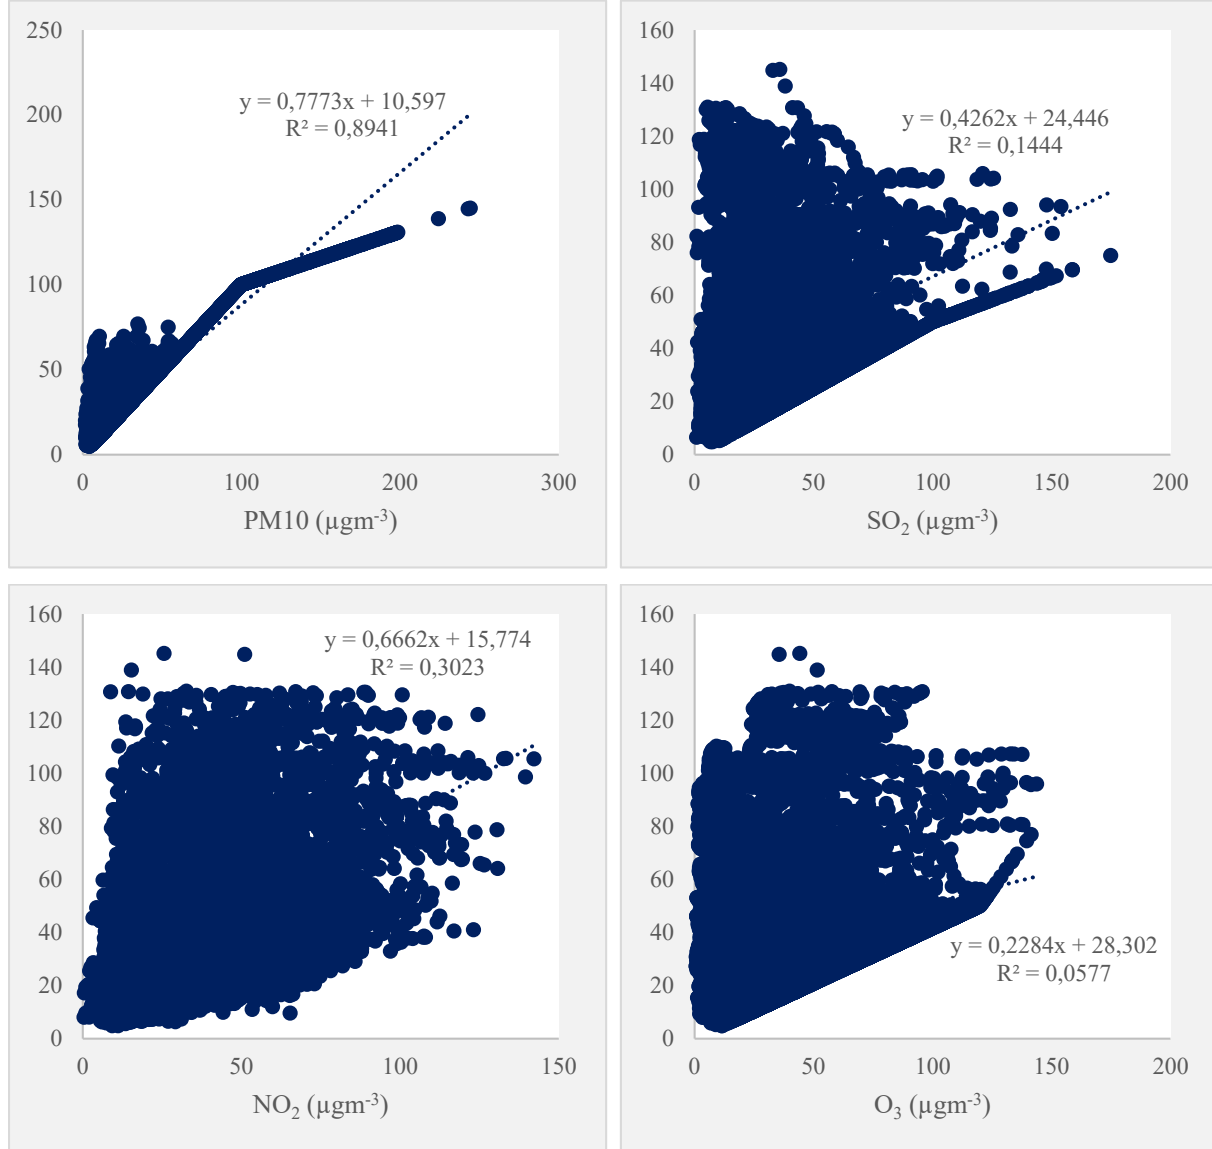 250
200
150
100
50
0
y = 0,7773x + 10,597
R² = 0,8941
0 100 200 300
PM10 (µgm-3)
160
140
120
100
80
60
40
20
0
y = 0,4262x + 24,446
R² = 0,1444
0 50 100 150 200
SO2 (µgm-3)
160
140
120
100
80
60
40
20
0
y = 0,6662x + 15,774
R² = 0,3023
0 50 100 150
NO2 (µgm-3)
160
140
120
100
80
60
40
20
0
y = 0,2284x + 28,302
R² = 0,0577
0 50 100 150 200
O3 (µgm-3)